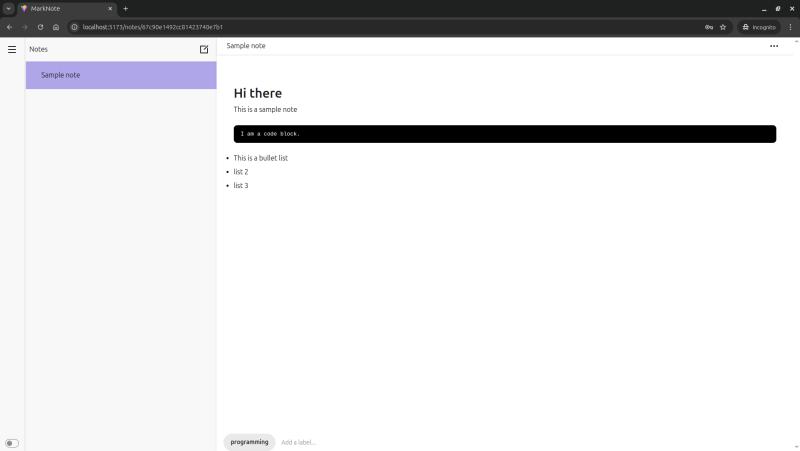 MarkNote
localhost:5173/notes/67c90e1492cc81423740e7b1
Incognito
Notes
Sample note
Sample note
Hi there
This is a sample note
I am a code block.
• This is a bullet list
• list 2
• list 3
programming
Add a label...